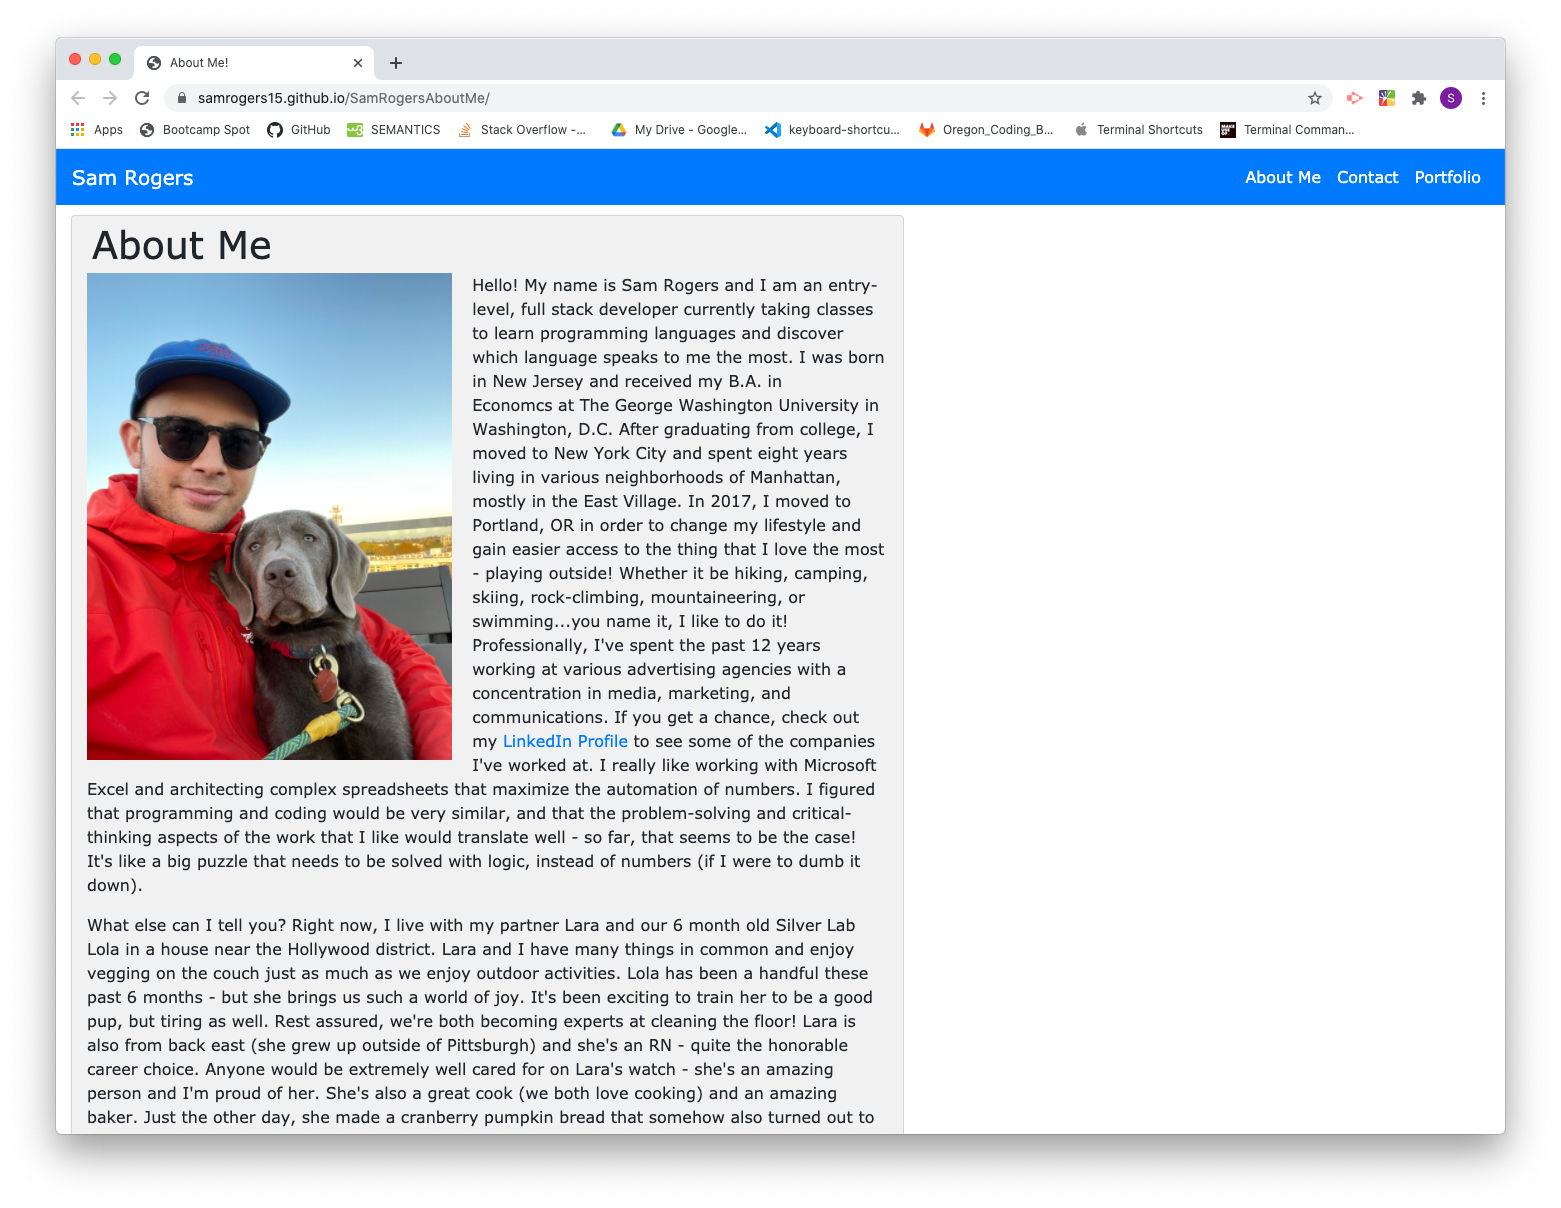 About Me!
samrogers15.github.io/SamRogersAboutMe/
S
Apps
Bootcamp Spot
GitHub
SEMANTICS
Stack Overflow -...
My Drive - Google...
keyboard-shortcu...
Oregon_Coding_B...
Terminal Shortcuts
Terminal Comman...
Sam Rogers
About Me
Contact
Portfolio
About Me
Hello! My name is Sam Rogers and I am an entry-
level, full stack developer currently taking classes
to learn programming languages and discover
which language speaks to me the most. I was born
in New Jersey and received my B.A. in
Economcs at The George Washington University in
Washington, D.C. After graduating from college, I
moved to New York City and spent eight years
living in various neighborhoods of Manhattan,
mostly in the East Village. In 2017, I moved to
Portland, OR in order to change my lifestyle and
gain easier access to the thing that I love the most
- playing outside! Whether it be hiking, camping,
skiing, rock-climbing, mountaineering, or
swimming...you name it, I like to do it!
Professionally, I've spent the past 12 years
working at various advertising agencies with a
concentration in media, marketing, and
communications. If you get a chance, check out
my LinkedIn Profile to see some of the companies
I've worked at. I really like working with Microsoft
Excel and architecting complex spreadsheets that maximize the automation of numbers. I figured
that programming and coding would be very similar, and that the problem-solving and critical-
thinking aspects of the work that I like would translate well - so far, that seems to be the case!
It's like a big puzzle that needs to be solved with logic, instead of numbers (if I were to dumb it
down).
What else can I tell you? Right now, I live with my partner Lara and our 6 month old Silver Lab
Lola in a house near the Hollywood district. Lara and I have many things in common and enjoy
vegging on the couch just as much as we enjoy outdoor activities. Lola has been a handful these
past 6 months - but she brings us such a world of joy. It's been exciting to train her to be a good
pup, but tiring as well. Rest assured, we're both becoming experts at cleaning the floor! Lara is
also from back east (she grew up outside of Pittsburgh) and she's an RN - quite the honorable
career choice. Anyone would be extremely well cared for on Lara's watch - she's an amazing
person and I'm proud of her. She's also a great cook (we both love cooking) and an amazing
baker. Just the other day, she made a cranberry pumpkin bread that somehow also turned out to